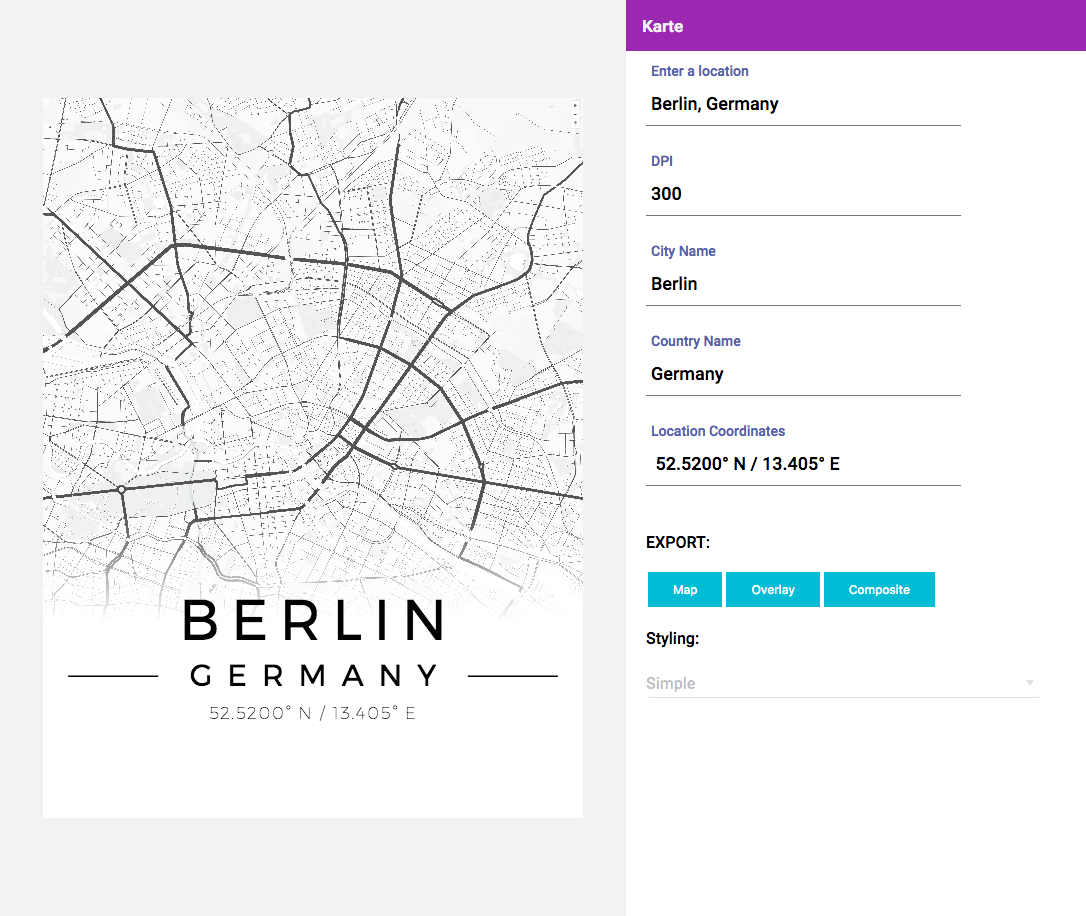 BERLIN
GERMANY
52.5200° N / 13.405° E
Karte
Enter a location
Berlin, Germany
DPI
300
City Name
Berlin
Country Name
Germany
Location Coordinates
52.5200° N / 13.405° E
EXPORT:
Map Overlay Composite
Styling:
Simple